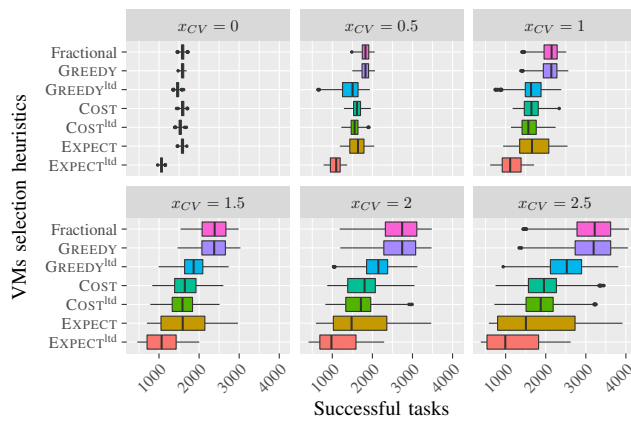 x_CV = 0
x_CV = 0.5
x_CV = 1
Fractional
GREEDY
GREEDY^ltd
COST
COST^ltd
EXPECT
EXPECT^ltd
x_CV = 1.5
x_CV = 2
x_CV = 2.5
Fractional
GREEDY
GREEDY^ltd
COST
COST^ltd
EXPECT
EXPECT^ltd
1000 2000 3000 4000
1000 2000 3000 4000
1000 2000 3000 4000
Successful tasks
VMs selection heuristics